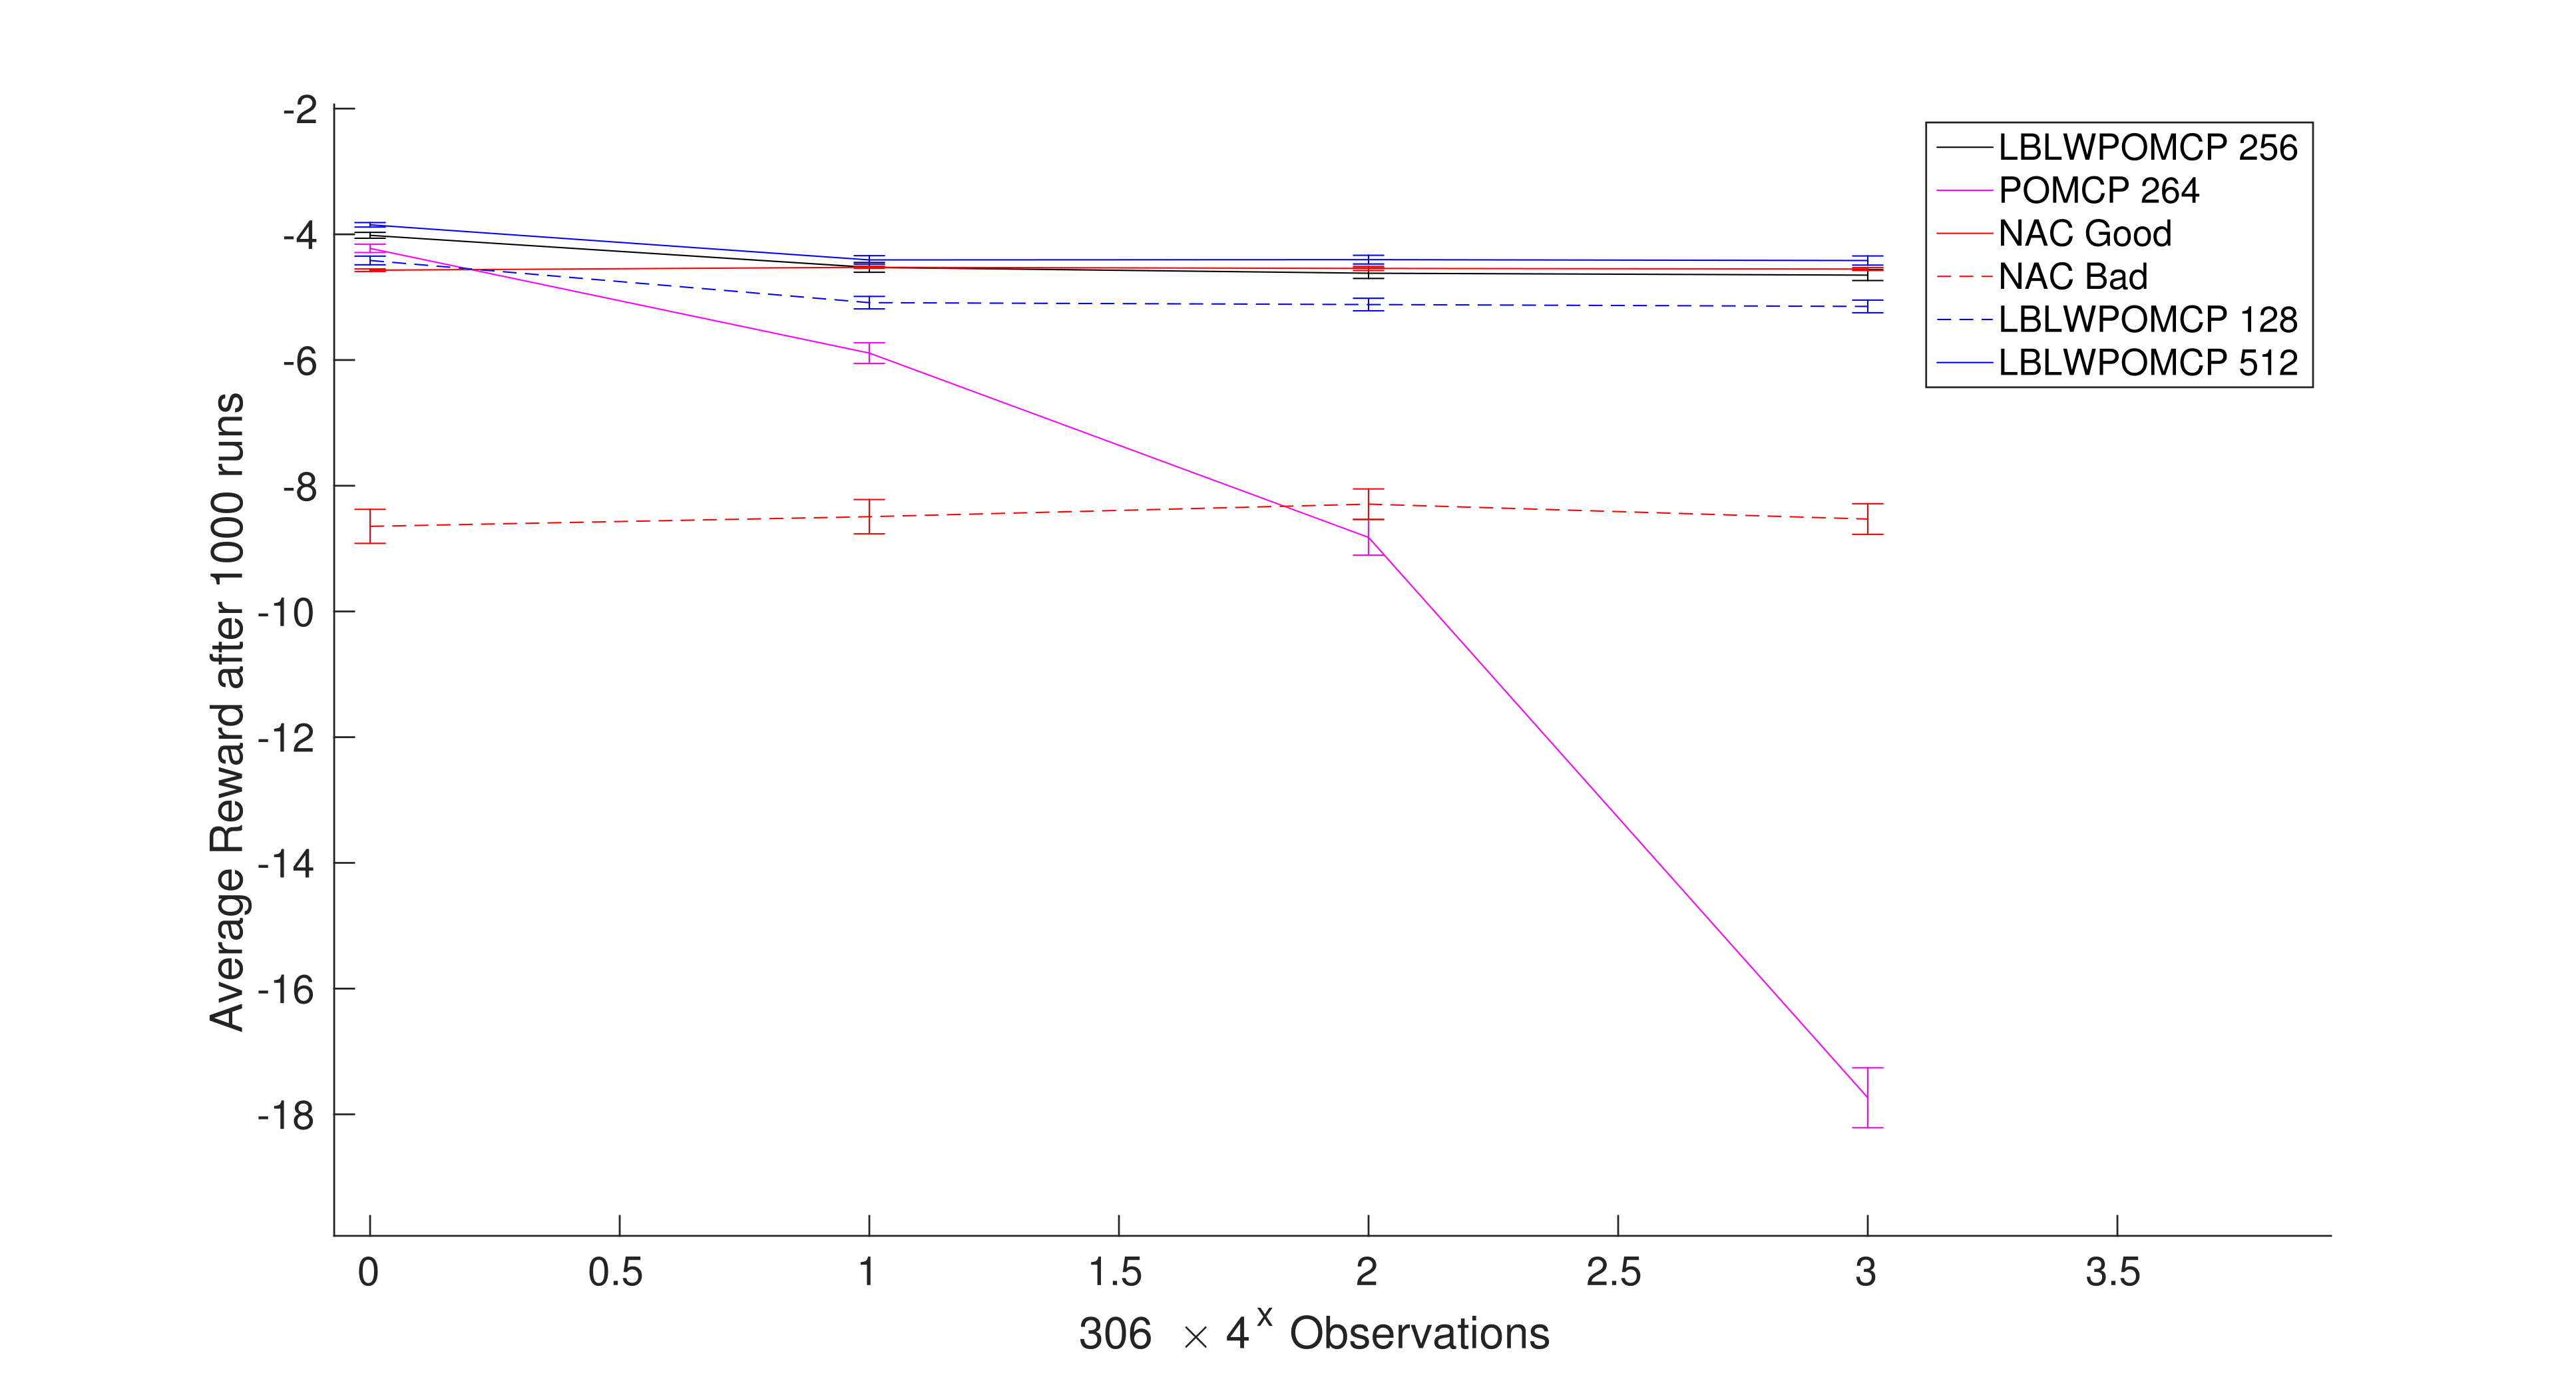 -2
-4
-6
-8
-10
-12
-14
-16
-18
Average Reward after 1000 runs
LBLWPOMCP 256
POMCP 264
NAC Good
NAC Bad
LBLWPOMCP 128
LBLWPOMCP 512
0 0.5 1 1.5 2 2.5 3 3.5
306 × 4^x Observations